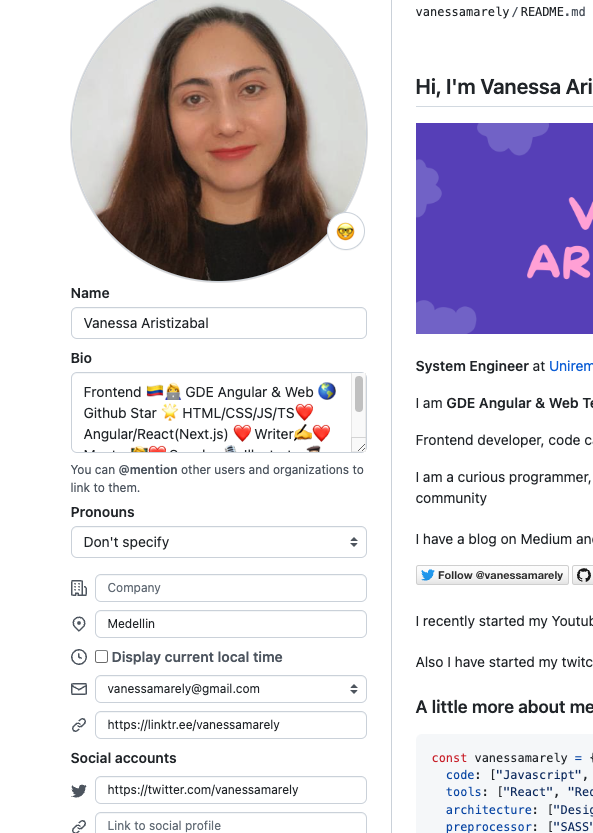 vanessamarely/README.md
Hi, I'm Vanessa Ari
V
AR
Name
Vanessa Aristizabal
Bio
Frontend 🇨🇴👩‍💻 GDE Angular & Web 🌎
Github Star 🌟 HTML/CSS/JS/TS❤️
Angular/React(Next.js) ❤️ Writer✍️❤️
You can @mention other users and organizations to
link to them.
Pronouns
Don't specify
Company
Medellin
Display current local time
vanessamarely@gmail.com
https://linktr.ee/vanessamarely
Social accounts
https://twitter.com/vanessamarely
Link to social profile
System Engineer at Unirem
I am GDE Angular & Web Te
Frontend developer, code ca
I am a curious programmer,
community
I have a blog on Medium and
Follow @vanessamarely
I recently started my Youtub
Also I have started my twitc
A little more about me
const vanessamarely = {
code: ["Javascript",
tools: ["React", "Red
architecture: ["Desig
preprocessor: ["SASS"